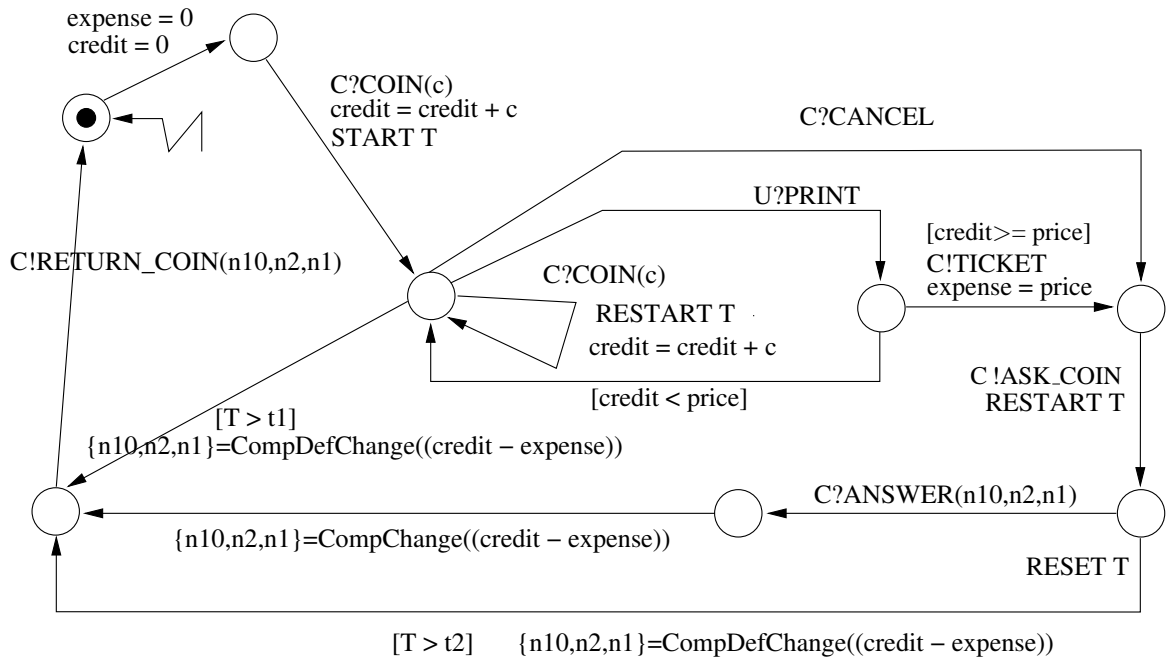 expense = 0
credit = 0
C?COIN(c)
credit = credit + c
START T
C?CANCEL
U?PRINT
[credit>= price]
C!TICKET
expense = price
C!RETURN_COIN(n10,n2,n1)
C?COIN(c)
RESTART T
credit = credit + c
[credit < price]
C !ASK_COIN
RESTART T
[T > t1]
{n10,n2,n1}=CompDefChange((credit − expense))
C?ANSWER(n10,n2,n1)
{n10,n2,n1}=CompChange((credit − expense))
RESET T
[T > t2] {n10,n2,n1}=CompDefChange((credit − expense))